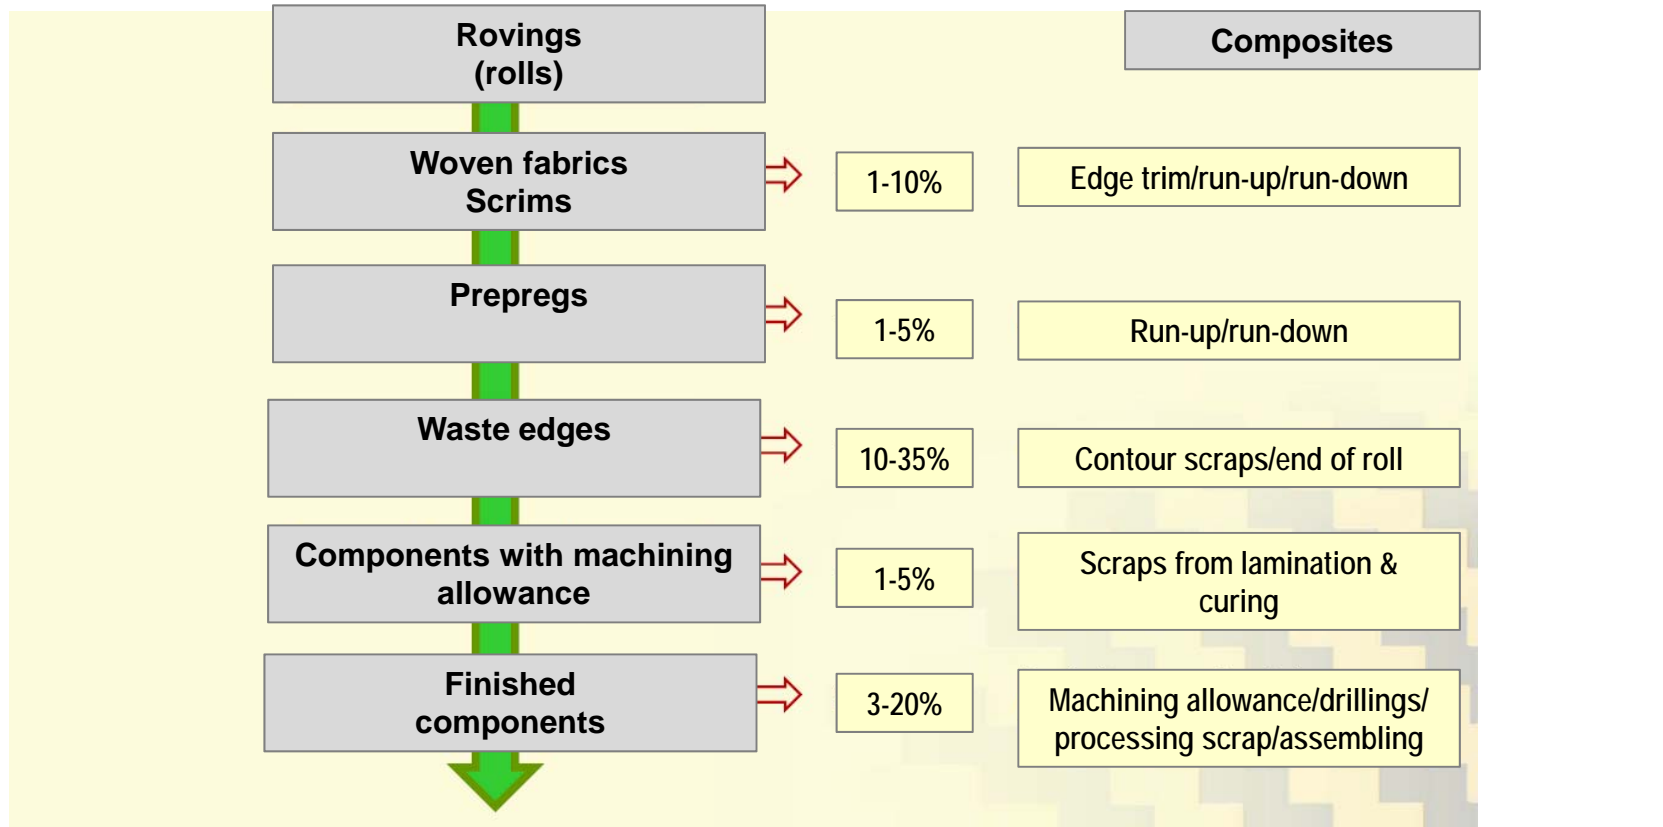 Rovings
(rolls)
Composites
Woven fabrics
Scrims
1-10%
Edge trim/run-up/run-down
Prepregs
1-5%
Run-up/run-down
Waste edges
10-35%
Contour scraps/end of roll
Components with machining
allowance
1-5%
Scraps from lamination &
curing
Finished
components
3-20%
Machining allowance/drillings/
processing scrap/assembling